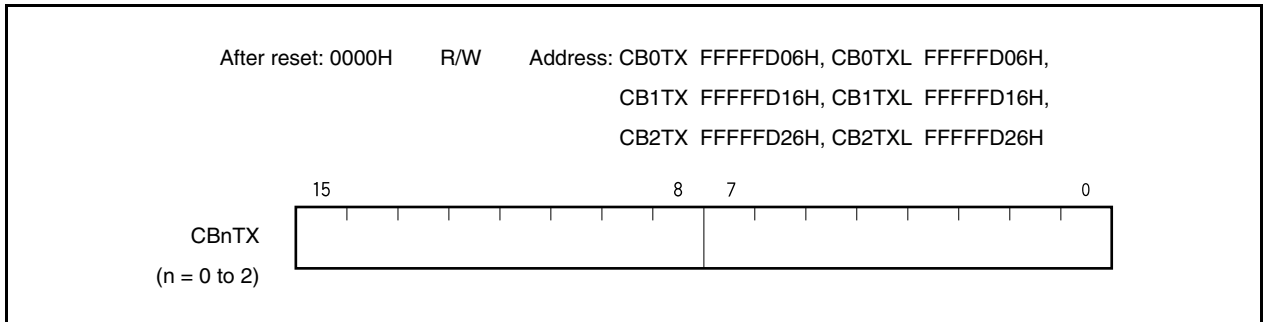 After reset: 0000H R/W Address: CB0TX FFFFFD06H, CB0TXL FFFFFD06H,
CB1TX FFFFFD16H, CB1TXL FFFFFD16H,
CB2TX FFFFFD26H, CB2TXL FFFFFD26H
15 8 7 0
CBnTX
(n = 0 to 2)